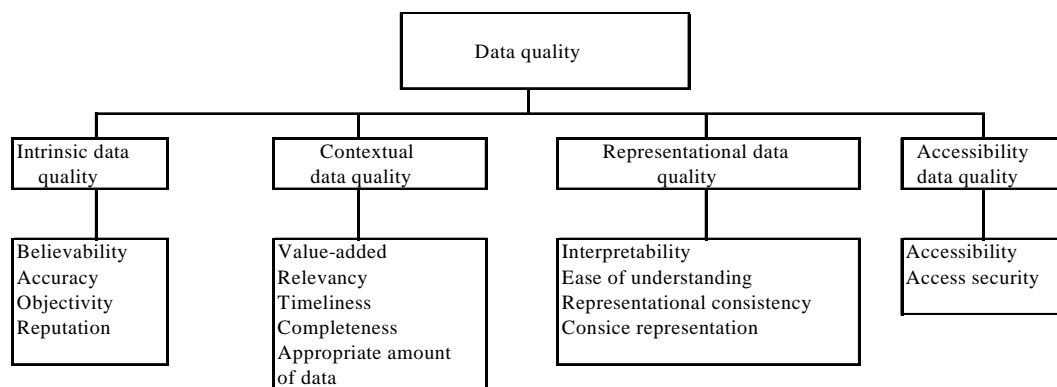 Data quality
Intrinsic data
quality
Contextual
data quality
Representational data
quality
Accessibility
data quality
Believability
Accuracy
Objectivity
Reputation
Value-added
Relevancy
Timeliness
Completeness
Appropriate amount
of data
Interpretability
Ease of understanding
Representational consistency
Consice representation
Accessibility
Access security